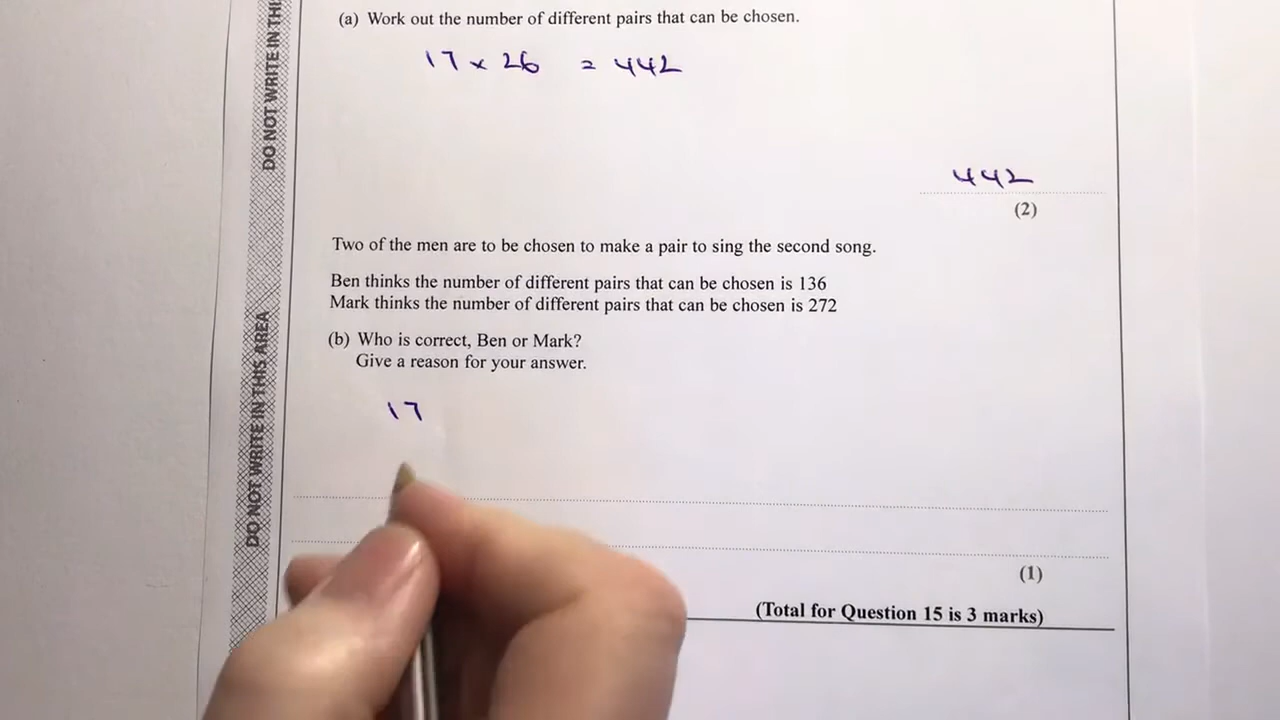 DO NOT WRITE IN THI
(a) Work out the number of different pairs that can be chosen.
17 × 26 = 442
442
(2)
Two of the men are to be chosen to make a pair to sing the second song.
Ben thinks the number of different pairs that can be chosen is 136
Mark thinks the number of different pairs that can be chosen is 272
DO NOT WRITE IN THIS AREA
(b) Who is correct, Ben or Mark?
Give a reason for your answer.
17
(1)
(Total for Question 15 is 3 marks)